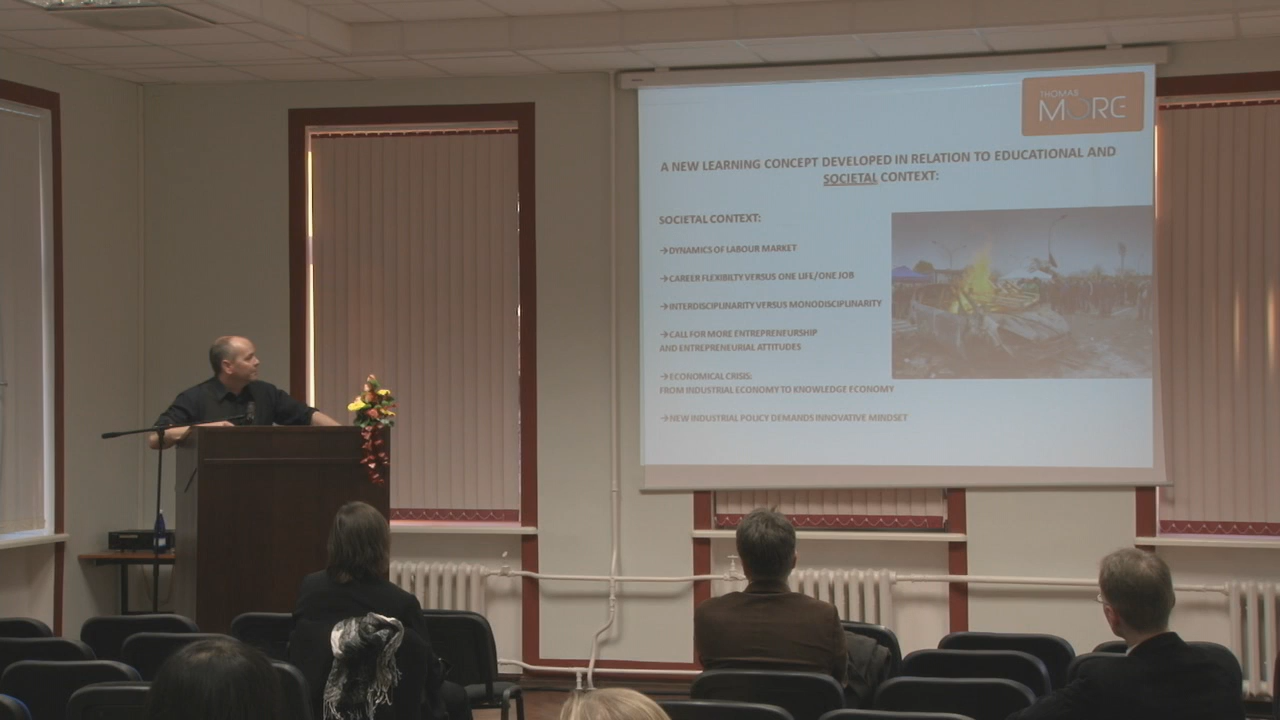 THOMAS
MORE
A NEW LEARNING CONCEPT DEVELOPED IN RELATION TO EDUCATIONAL AND
SOCIETAL CONTEXT:
SOCIETAL CONTEXT:
→DYNAMICS OF LABOUR MARKET
→CAREER FLEXIBILTY VERSUS ONE LIFE/ONE JOB
→INTERDISCIPLINARITY VERSUS MONODISCIPLINARITY
→CALL FOR MORE ENTREPRENEURSHIP
AND ENTREPRENEURIAL ATTITUDES
→ECONOMICAL CRISIS:
FROM INDUSTRIAL ECONOMY TO KNOWLEDGE ECONOMY
→NEW INDUSTRIAL POLICY DEMANDS INNOVATIVE MINDSET